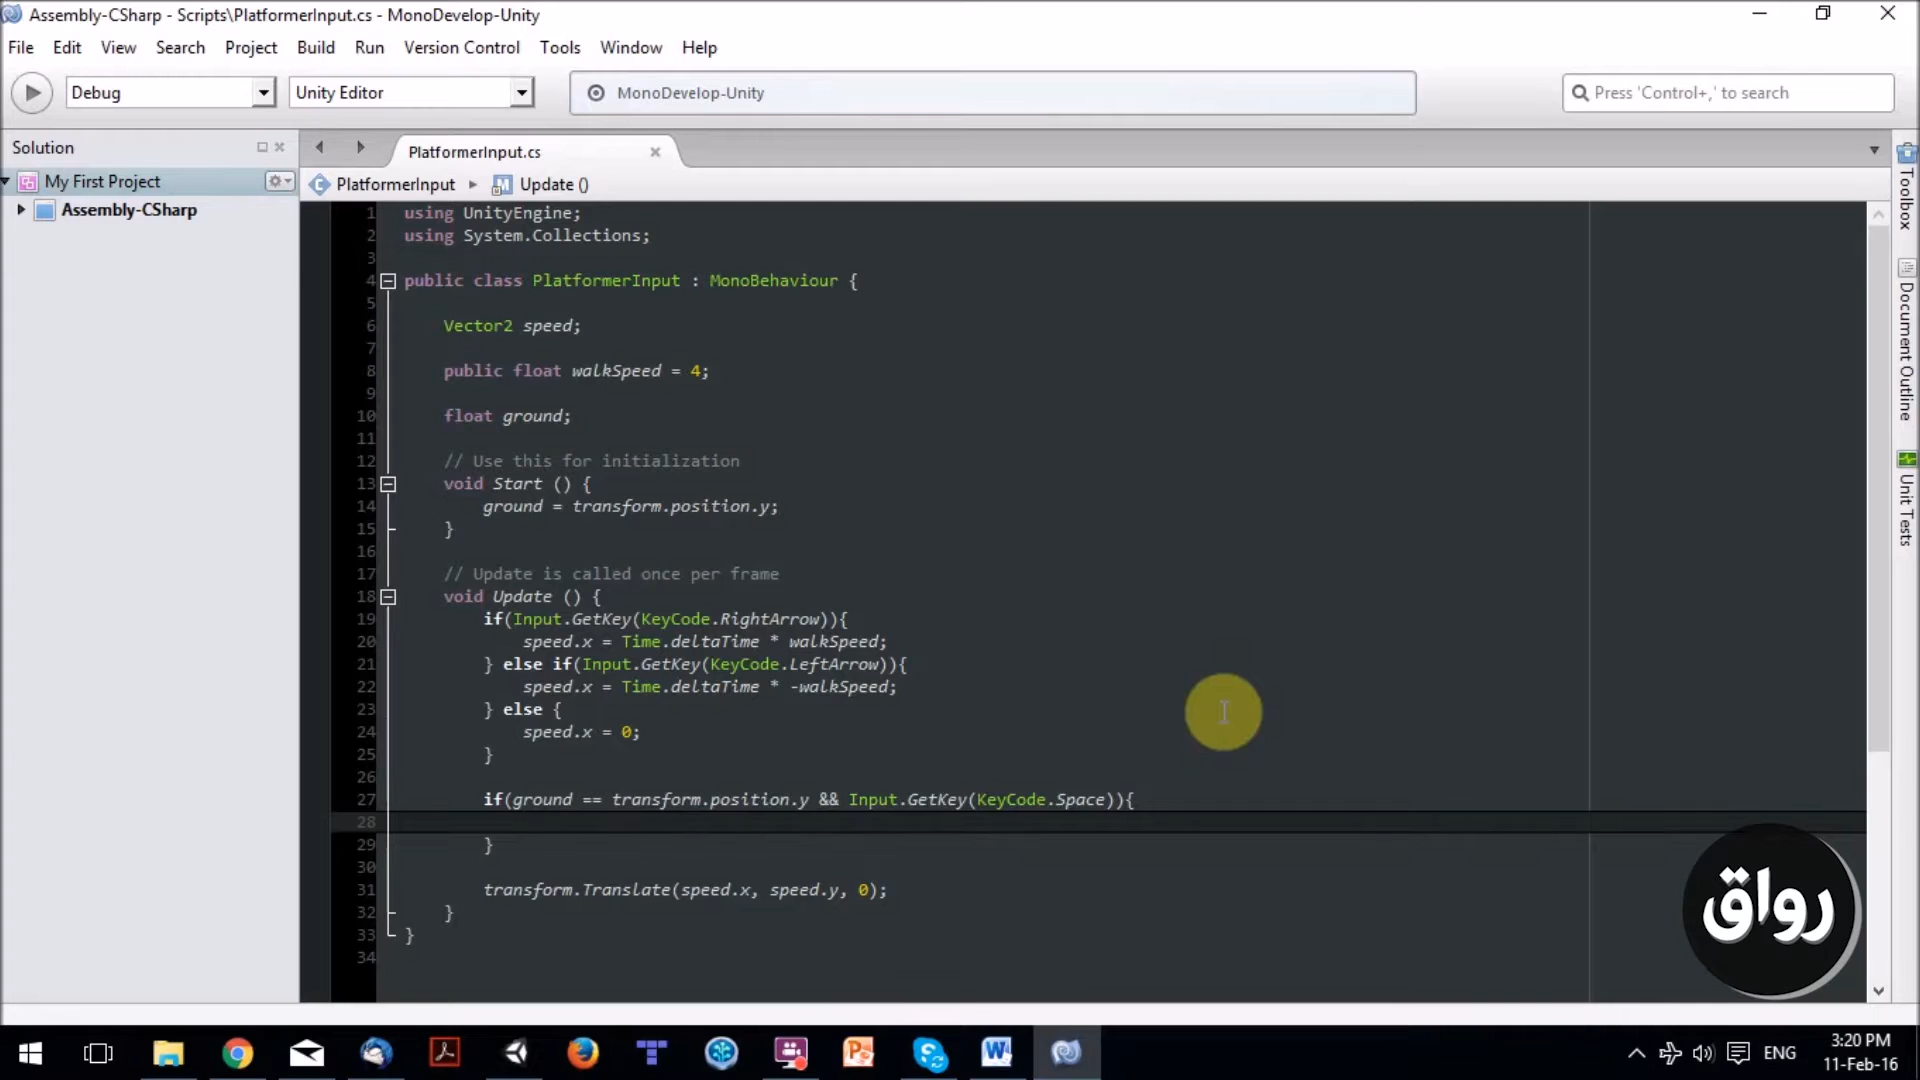 Assembly-CSharp - Scripts\PlatformerInput.cs - MonoDevelop-Unity
File Edit View Search Project Build Run Version Control Tools Window Help
Debug Unity Editor MonoDevelop-Unity Press 'Control+,' to search
Solution
My First Project
Assembly-CSharp
PlatformerInput.cs
PlatformerInput Update ()
1 using UnityEngine;
2 using System.Collections;
3
4 public class PlatformerInput : MonoBehaviour {
5
6 Vector2 speed;
7
8 public float walkSpeed = 4;
9
10 float ground;
11
12 // Use this for initialization
13 void Start () {
14 ground = transform.position.y;
15 }
16
17 // Update is called once per frame
18 void Update () {
19 if(Input.GetKey(KeyCode.RightArrow)){
20 speed.x = Time.deltaTime * walkSpeed;
21 } else if(Input.GetKey(KeyCode.LeftArrow)){
22 speed.x = Time.deltaTime * -walkSpeed;
23 } else {
24 speed.x = 0;
25 }
26
27 if(ground == transform.position.y && Input.GetKey(KeyCode.Space)){
28
29 }
30
31 transform.Translate(speed.x, speed.y, 0);
32 }
33 }
34
Toolbox
Document Outline
Unit Tests
رواق
ENG
3:20 PM
11-Feb-16